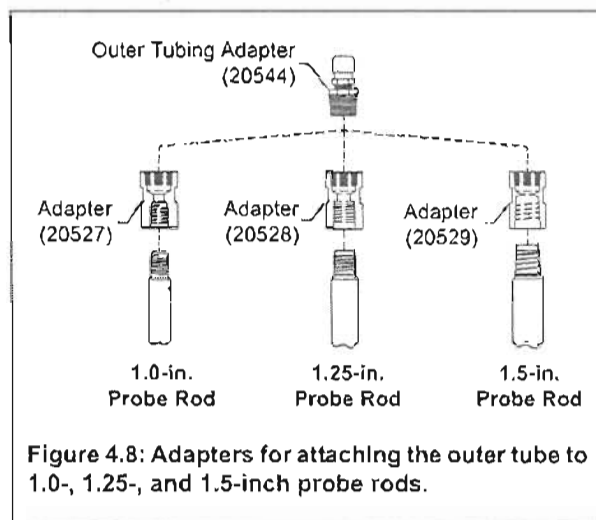 Outer Tubing Adapter
(20544)
Adapter
(20527)
Adapter
(20528)
Adapter
(20529)
1.0-in.
Probe Rod
1.25-in.
Probe Rod
1.5-in.
Probe Rod
Figure 4.8: Adapters for attaching the outer tube to
1.0-, 1.25-, and 1.5-inch probe rods.